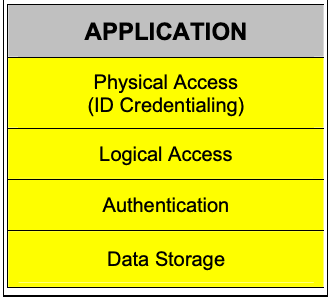 APPLICATION
Physical Access
(ID Credentialing)
Logical Access
Authentication
Data Storage